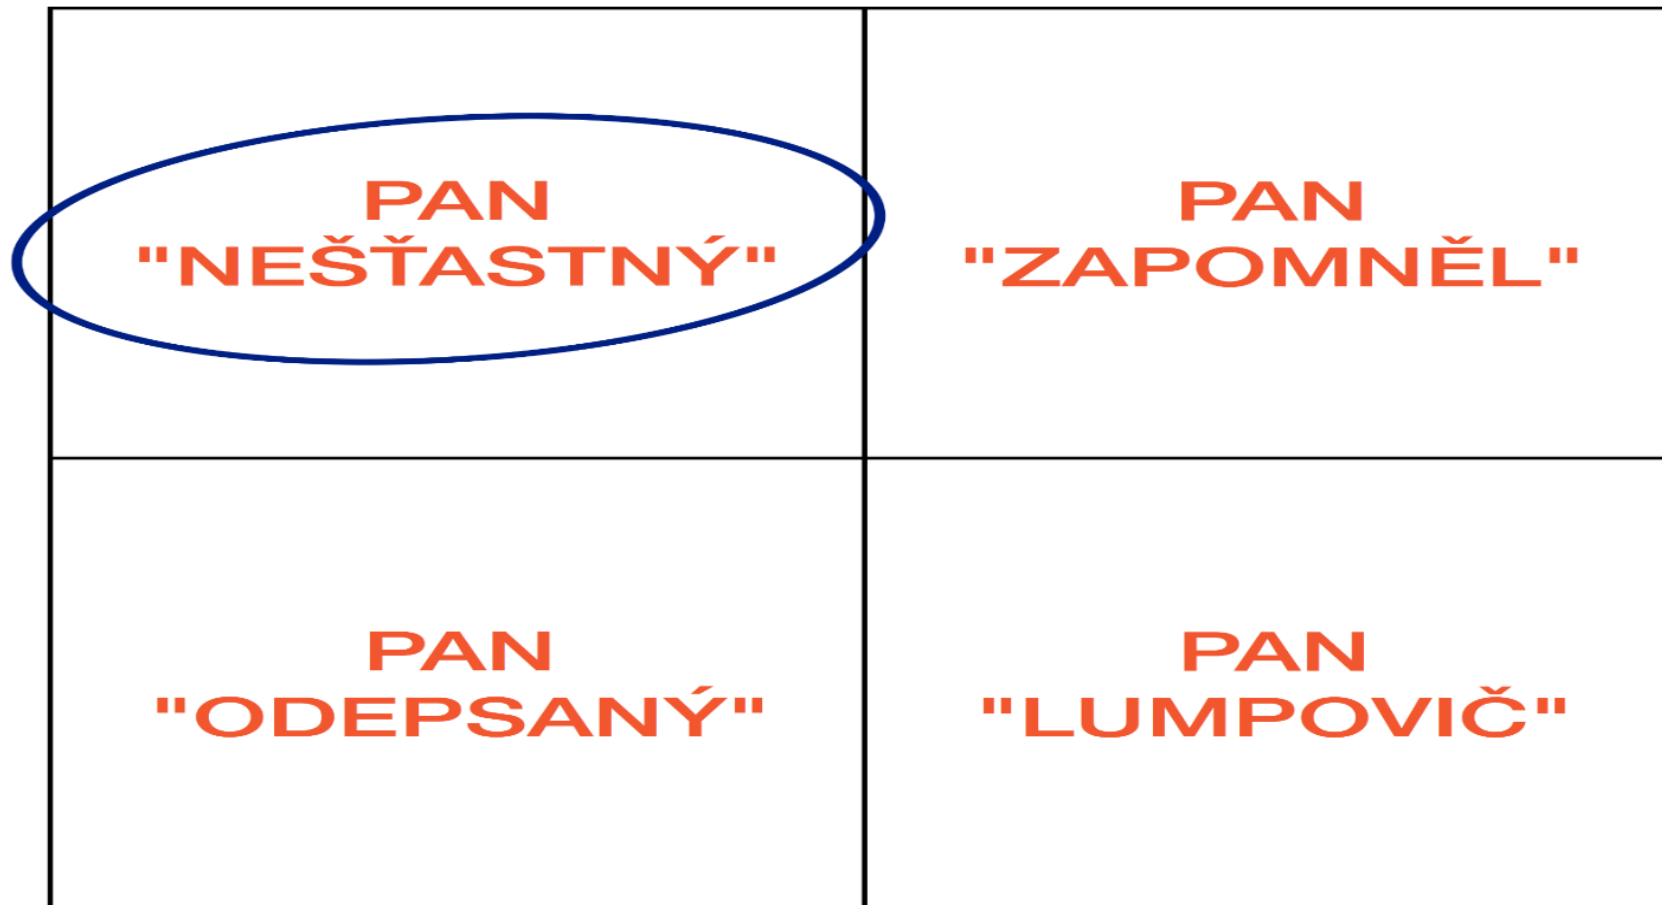 PAN
"NEŠŤASTNÝ"
PAN
"ZAPOMNĚL"
PAN
"ODEPSANÝ"
PAN
"LUMPOVIČ"